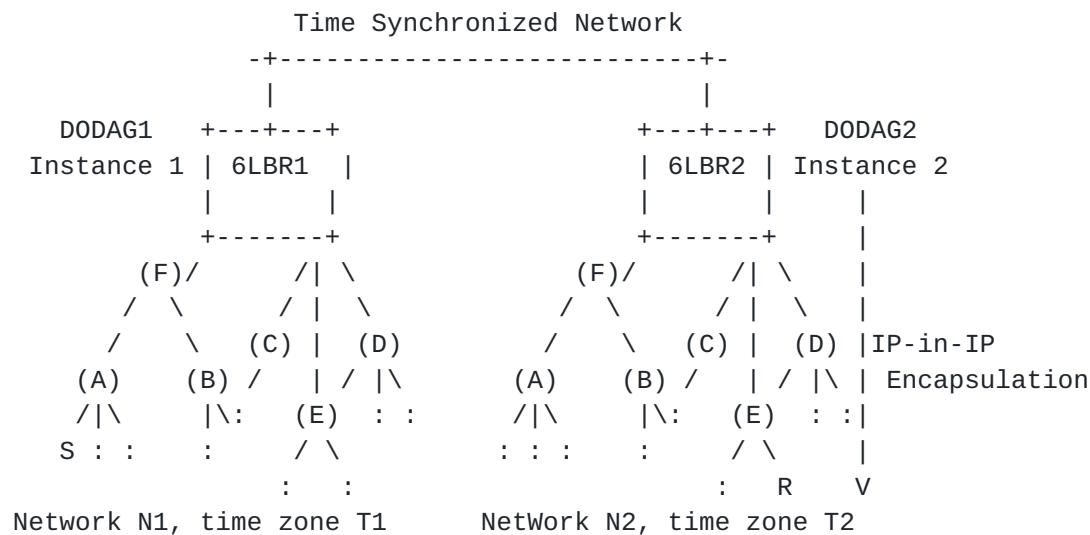 Time Synchronized Network
                   -+---------------------------+-
                    |                            |
      DODAG1   +---+---+                   +---+---+   DODAG2
    Instance 1 | 6LBR1  |                  | 6LBR2 | Instance 2
               |       |                   |       |     |
               +-------+                   +-------+     |
           (F)/      /| \              (F)/      /| \    |
          /  \      / |  \            /  \      / |  \   |
         /    \   (C) |  (D)         /    \   (C) |  (D) |IP-in-IP
       (A)    (B) /   | / |\       (A)    (B) /   | / |\ | Encapsulation
       /|\     |\:   (E)  : :      /|\     |\:   (E)  : :|
      S : :    :     / \          : : :    :     / \     |
                    :   :                       :   R    V
   Network N1, time zone T1      NetWork N2, time zone T2